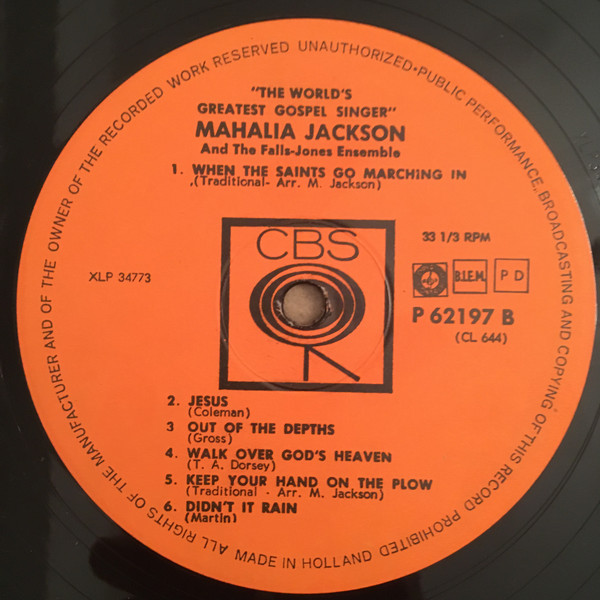 ALL RIGHTS OF THE MANUFACTURER AND OF THE OWNER OF THE RECORDED WORK RESERVED UNAUTHORIZED·PUBLIC PERFORMANCE, BROADCASTING AND COPYING OF THIS RECORD PROHIBITED
"THE WORLD'S
GREATEST GOSPEL SINGER"
MAHALIA JACKSON
And The Falls-Jones Ensemble
1. WHEN THE SAINTS GO MARCHING IN
(Traditional- Arr. M. Jackson)
CBS
33 1/3 RPM
XLP 34773
B.I.E.M. P D
P 62197 B
(CL 644)
2. JESUS
(Coleman)
3 OUT OF THE DEPTHS
(Gross)
4. WALK OVER GOD'S HEAVEN
(T. A. Dorsey)
5. KEEP YOUR HAND ON THE PLOW
(Traditional - Arr. M. Jackson)
6. DIDN'T IT RAIN
(Martin)
MADE IN HOLLAND